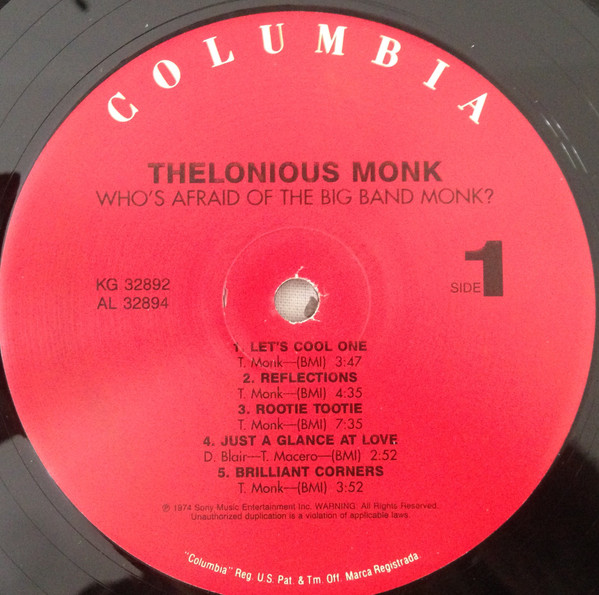 COLUMBIA
THELONIOUS MONK
WHO'S AFRAID OF THE BIG BAND MONK?
KG 32892
AL 32894
SIDE 1
1. LET'S COOL ONE
T. Monk—(BMI) 3:47
2. REFLECTIONS
T. Monk—(BMI) 4:35
3. ROOTIE TOOTIE
T. Monk—(BMI) 7:35
4. JUST A GLANCE AT LOVE
D. Blair—T. Macero—(BMI) 2:52
5. BRILLIANT CORNERS
T. Monk—(BMI) 3:52
℗ 1974 Sony Music Entertainment Inc. WARNING: All Rights Reserved.
Unauthorized duplication is a violation of applicable laws.
"Columbia" Reg. U.S. Pat. & Tm. Off. Marca Registrada.